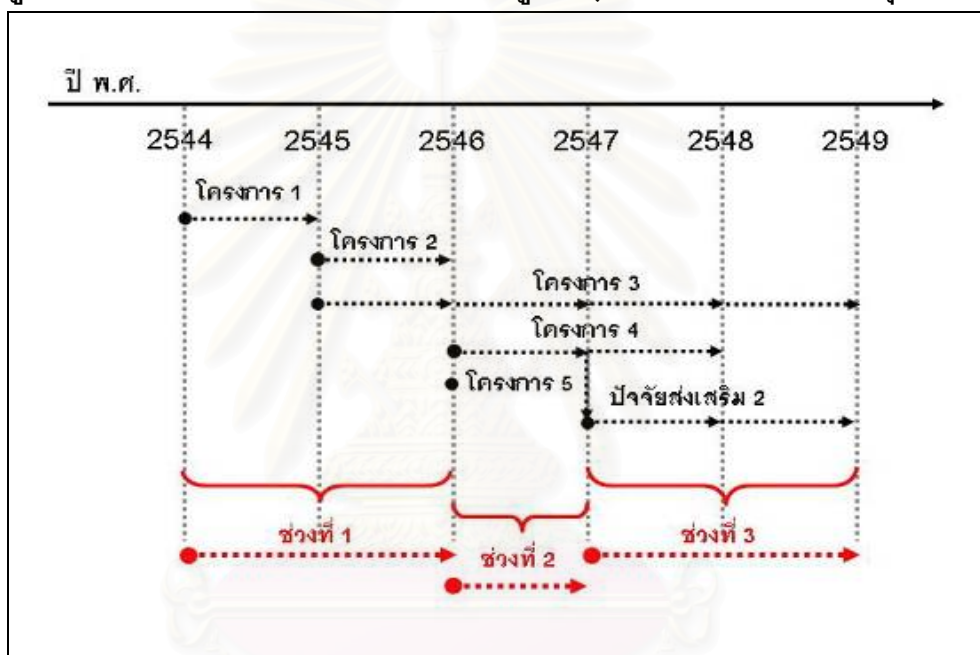 ปี พ.ศ.
2544 2545 2546 2547 2548 2549
โครงการ 1
โครงการ 2
โครงการ 3
โครงการ 4
โครงการ 5
ปัจจัยส่งเสริม 2
ช่วงที่ 1
ช่วงที่ 2
ช่วงที่ 3